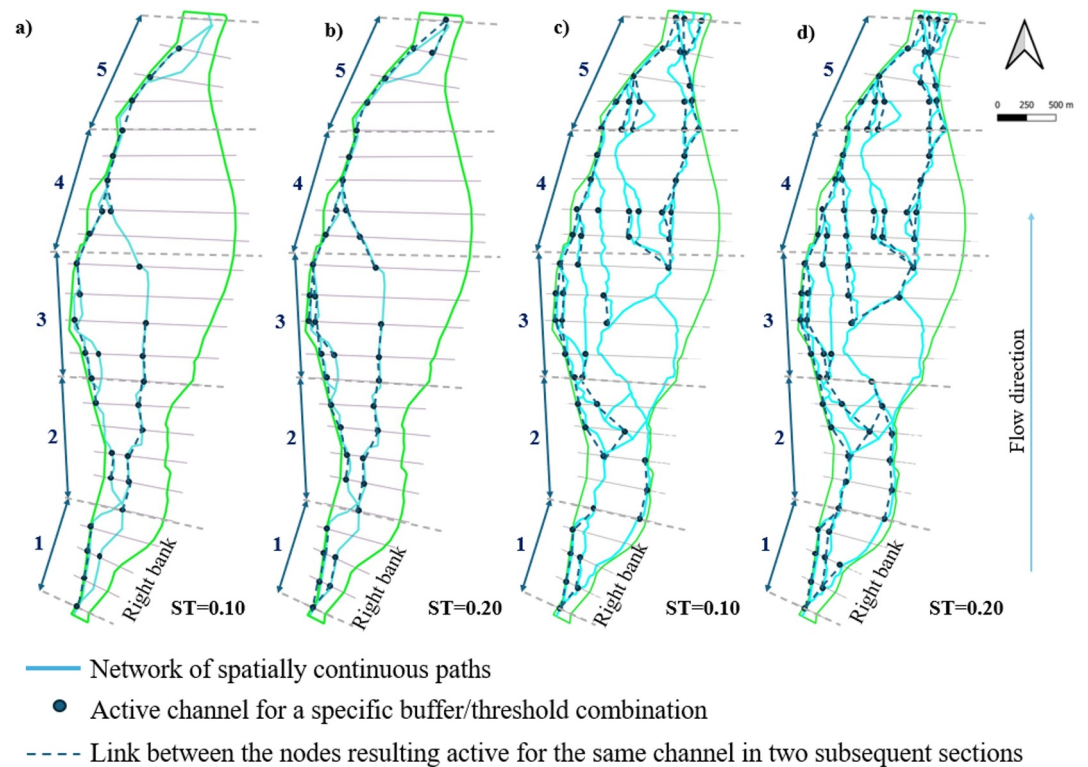 a)
b)
c)
d)
5
5
5
5
0 250 500 m
4
4
4
4
3
3
3
3
Flow direction
2
2
2
2
1
1
1
1
Right bank
Right bank
Right bank
Right bank
ST=0.10
ST=0.20
ST=0.10
ST=0.20
Network of spatially continuous paths
Active channel for a specific buffer/threshold combination
Link between the nodes resulting active for the same channel in two subsequent sections